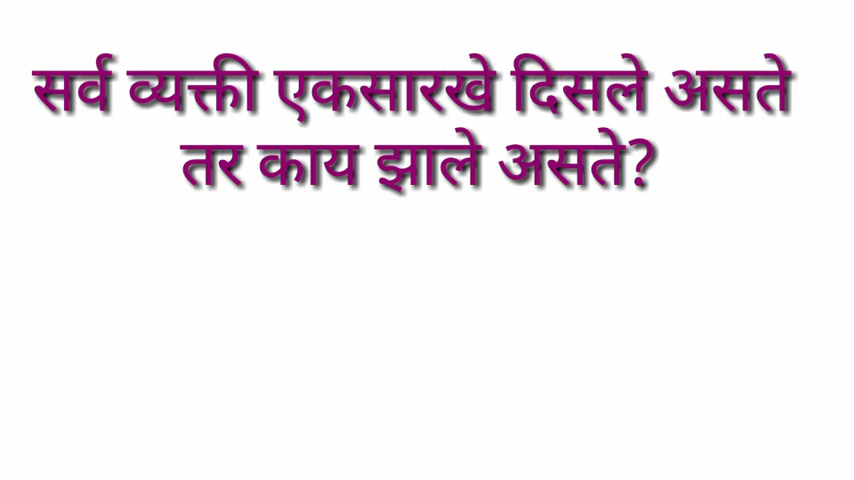 सर्व व्यक्ती एकसारखे दिसले असते
तर काय झाले असते?